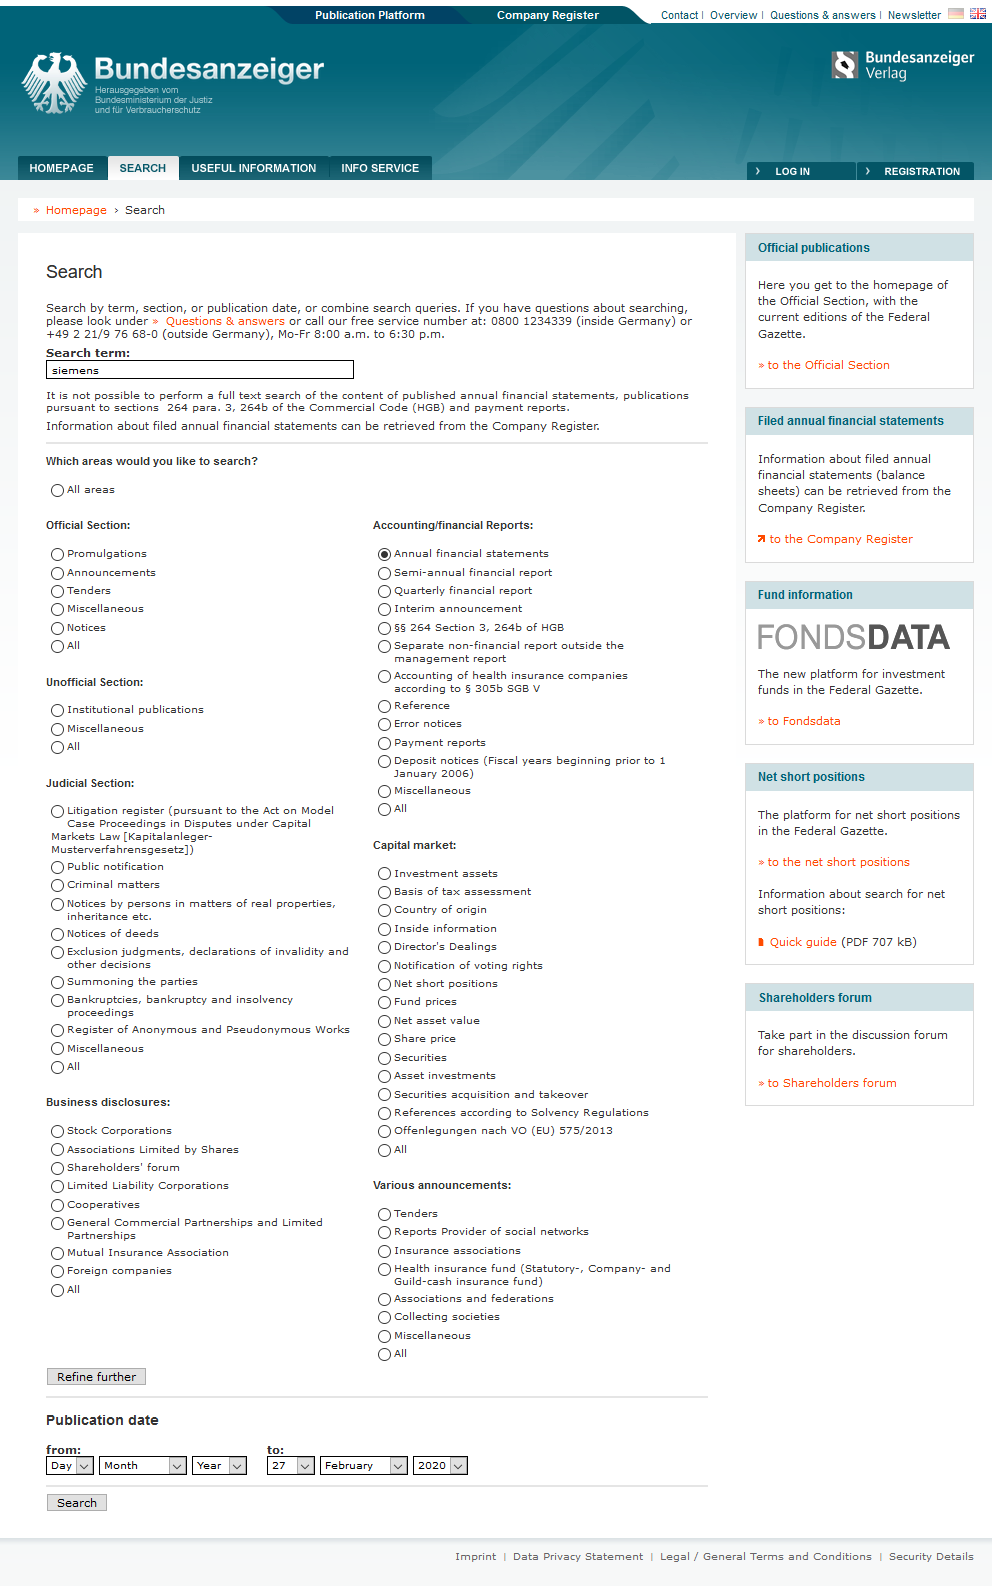 Publication Platform
Company Register
Contact | Overview | Questions & answers | Newsletter
Bundesanzeiger
Herausgegeben vom
Bundesministerium der Justiz
und für Verbraucherschutz
Bundesanzeiger
Verlag
HOMEPAGE
SEARCH
USEFUL INFORMATION
INFO SERVICE
› LOG IN
› REGISTRATION
» Homepage › Search
Search
Search by term, section, or publication date, or combine search queries. If you have questions about searching,
please look under » Questions & answers or call our free service number at: 0800 1234339 (inside Germany) or
+49 2 21/9 76 68-0 (outside Germany), Mo-Fr 8:00 a.m. to 6:30 p.m.
Search term:
siemens
It is not possible to perform a full text search of the content of published annual financial statements, publications
pursuant to sections 264 para. 3, 264b of the Commercial Code (HGB) and payment reports.
Information about filed annual financial statements can be retrieved from the Company Register.
Which areas would you like to search?
All areas
Official Section:
Promulgations
Announcements
Tenders
Miscellaneous
Notices
All
Unofficial Section:
Institutional publications
Miscellaneous
All
Judicial Section:
Litigation register (pursuant to the Act on Model
Case Proceedings in Disputes under Capital
Markets Law [Kapitalanleger-
Musterverfahrensgesetz])
Public notification
Criminal matters
Notices by persons in matters of real properties,
inheritance etc.
Notices of deeds
Exclusion judgments, declarations of invalidity and
other decisions
Summoning the parties
Bankruptcies, bankruptcy and insolvency
proceedings
Register of Anonymous and Pseudonymous Works
Miscellaneous
All
Business disclosures:
Stock Corporations
Associations Limited by Shares
Shareholders' forum
Limited Liability Corporations
Cooperatives
General Commercial Partnerships and Limited
Partnerships
Mutual Insurance Association
Foreign companies
All
Accounting/financial Reports:
Annual financial statements
Semi-annual financial report
Quarterly financial report
Interim announcement
§§ 264 Section 3, 264b of HGB
Separate non-financial report outside the
management report
Accounting of health insurance companies
according to § 305b SGB V
Reference
Error notices
Payment reports
Deposit notices (Fiscal years beginning prior to 1
January 2006)
Miscellaneous
All
Capital market:
Investment assets
Basis of tax assessment
Country of origin
Inside information
Director's Dealings
Notification of voting rights
Net short positions
Fund prices
Net asset value
Share price
Securities
Asset investments
Securities acquisition and takeover
References according to Solvency Regulations
Offenlegungen nach VO (EU) 575/2013
All
Various announcements:
Tenders
Reports Provider of social networks
Insurance associations
Health insurance fund (Statutory-, Company- and
Guild-cash insurance fund)
Associations and federations
Collecting societies
Miscellaneous
All
Refine further
Publication date
from:
to:
Day Month Year 27 February 2020
Search
Official publications
Here you get to the homepage of
the Official Section, with the
current editions of the Federal
Gazette.
» to the Official Section
Filed annual financial statements
Information about filed annual
financial statements (balance
sheets) can be retrieved from the
Company Register.
to the Company Register
Fund information
FONDSDATA
The new platform for investment
funds in the Federal Gazette.
» to Fondsdata
Net short positions
The platform for net short positions
in the Federal Gazette.
» to the net short positions
Information about search for net
short positions:
Quick guide (PDF 707 kB)
Shareholders forum
Take part in the discussion forum
for shareholders.
» to Shareholders forum
Imprint | Data Privacy Statement | Legal / General Terms and Conditions | Security Details